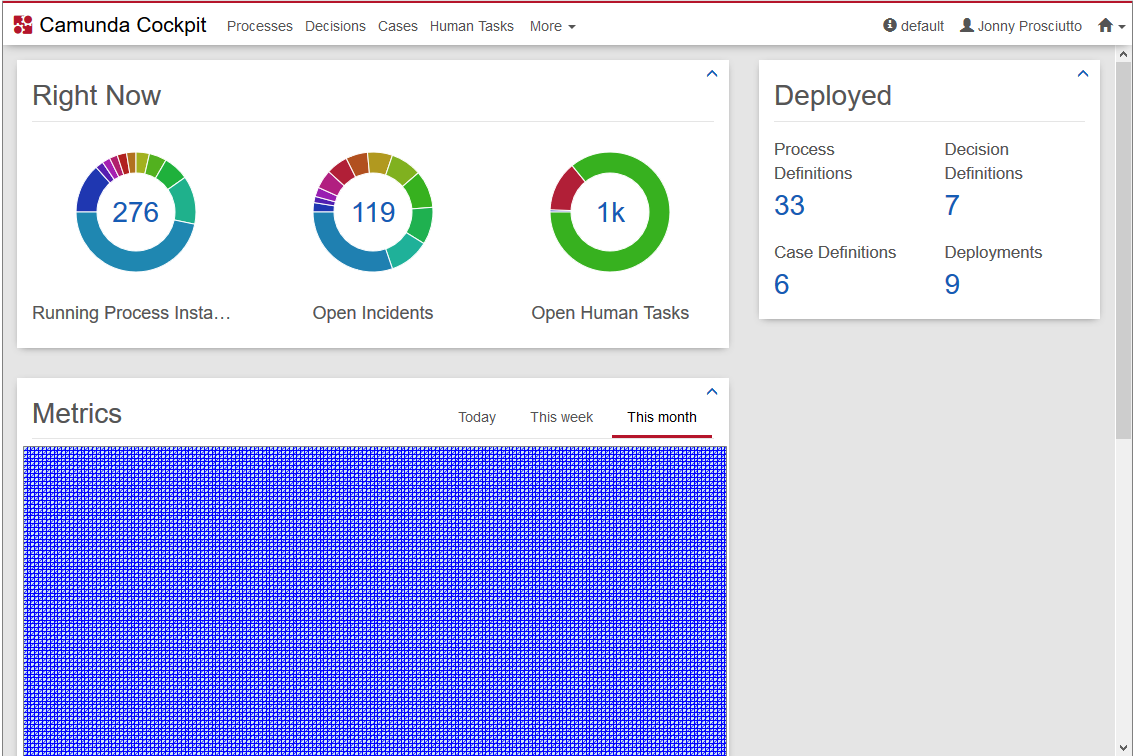 Camunda Cockpit Processes Decisions Cases Human Tasks More default Jonny Prosciutto
Right Now
276
119
1k
Running Process Insta…
Open Incidents
Open Human Tasks
Deployed
Process Definitions
33
Decision Definitions
7
Case Definitions
6
Deployments
9
Metrics
Today This week This month